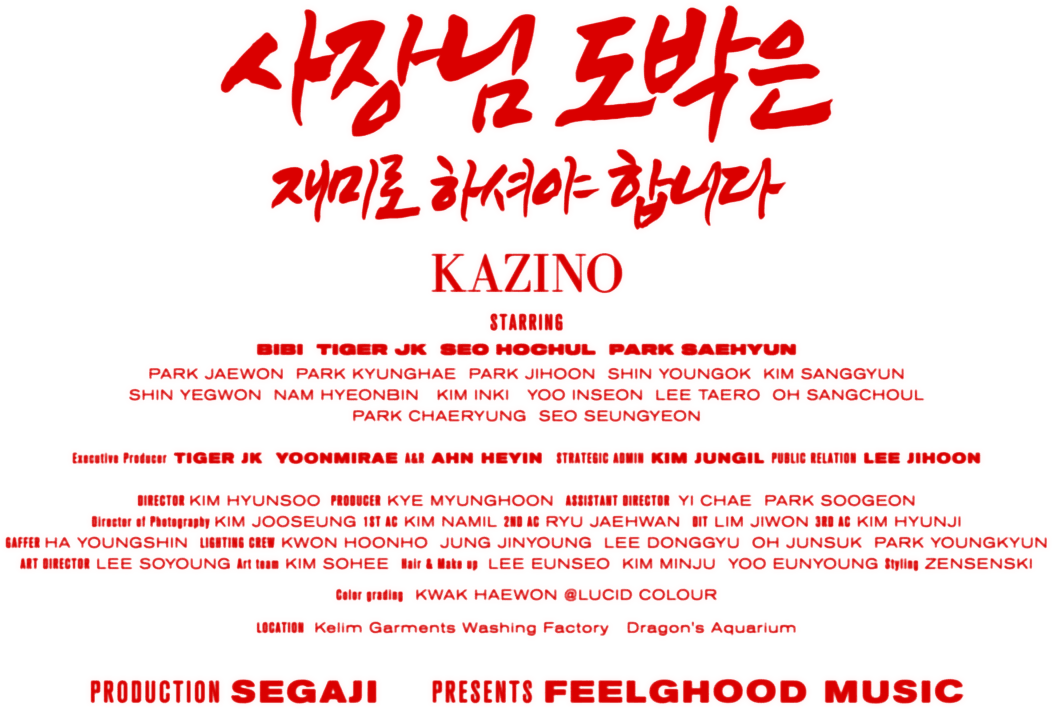 사장님 도박은
재미로 하셔야 합니다
KAZINO
STARRING
BIBI TIGER JK SEO HOCHUL PARK SAEHYUN
PARK JAEWON PARK KYUNGHAE PARK JIHOON SHIN YOUNGOK KIM SANGGYUN
SHIN YEGWON NAM HYEONBIN KIM INKI YOO INSEON LEE TAERO OH SANGCHOUL
PARK CHAERYUNG SEO SEUNGYEON
Executive Producer TIGER JK YOONMIRAE A&R AHN HEYIN STRATEGIC ADMIN KIM JUNGIL PUBLIC RELATION LEE JIHOON
DIRECTOR KIM HYUNSOO PRODUCER KYE MYUNGHOON ASSISTANT DIRECTOR YI CHAE PARK SOOGEON
Director of Photography KIM JOOSEUNG 1ST AC KIM NAMIL 2ND AC RYU JAEHWAN DIT LIM JIWON 3RD AC KIM HYUNJI
GAFFER HA YOUNGSHIN LIGHTING CREW KWON HOONHO JUNG JINYOUNG LEE DONGGYU OH JUNSUK PARK YOUNGKYUN
ART DIRECTOR LEE SOYOUNG Art team KIM SOHEE Hair & Make up LEE EUNSEO KIM MINJU YOO EUNYOUNG Styling ZENSENSKI
Color grading KWAK HAEWON @LUCID COLOUR
LOCATION Kelim Garments Washing Factory Dragon's Aquarium
PRODUCTION SEGAJI PRESENTS FEELGHOOD MUSIC